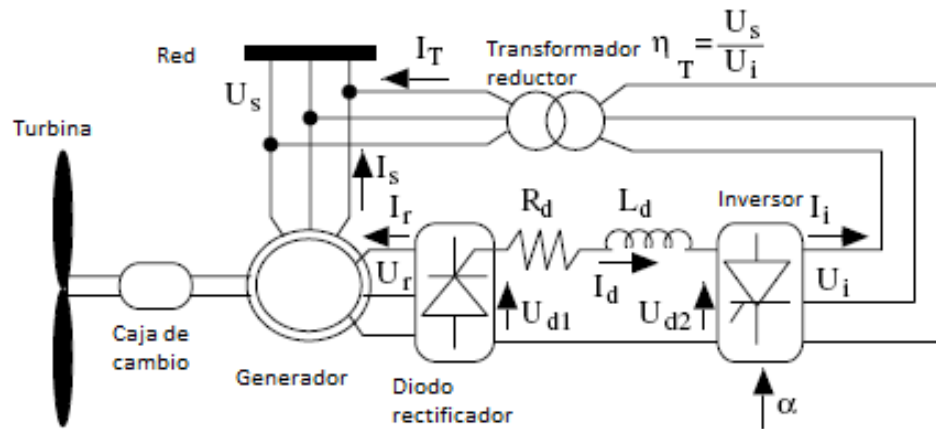 Red
I_T
Transformador
reductor
η_T = U_s / U_i
U_s
Turbina
I_s
Inversor
I_r
R_d
L_d
I_i
U_r
I_d
U_i
U_d1
U_d2
Caja de
cambio
Generador
Diodo
rectificador
α